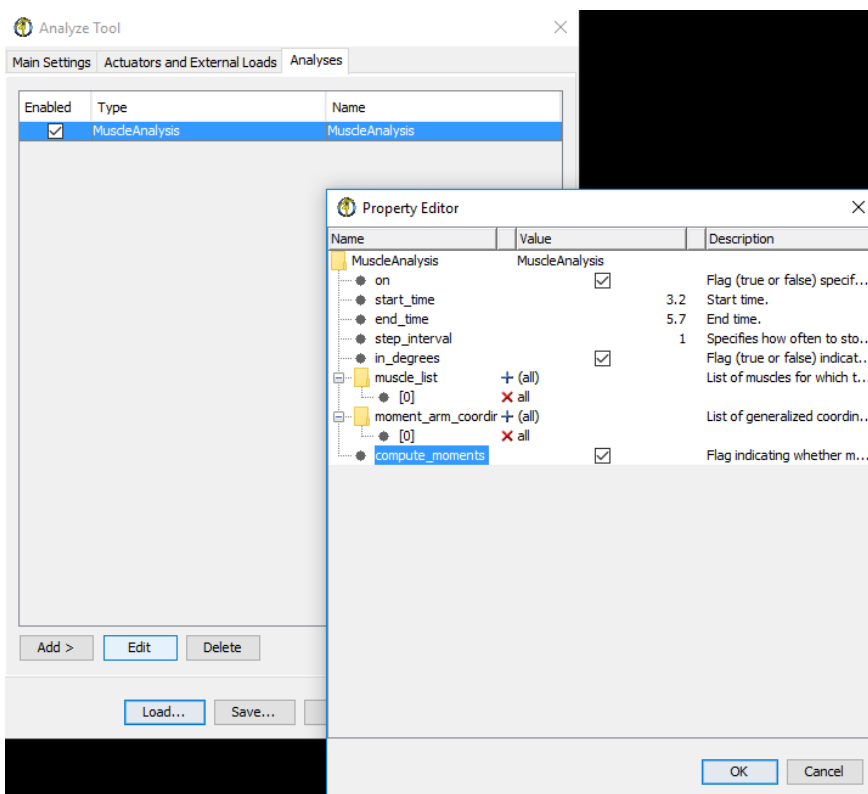 Analyze Tool
Main Settings Actuators and External Loads Analyses
Enabled Type Name
MuscleAnalysis MuscleAnalysis
Property Editor
Name Value Description
MuscleAnalysis MuscleAnalysis
on Flag (true or false) specif...
start_time 3.2 Start time.
end_time 5.7 End time.
step_interval 1 Specifies how often to sto...
in_degrees Flag (true or false) indicat...
muscle_list (all) List of muscles for which t...
[0] all
moment_arm_coordir (all) List of generalized coordin...
[0] all
compute_moments Flag indicating whether m...
Add > Edit Delete
Load... Save...
OK Cancel